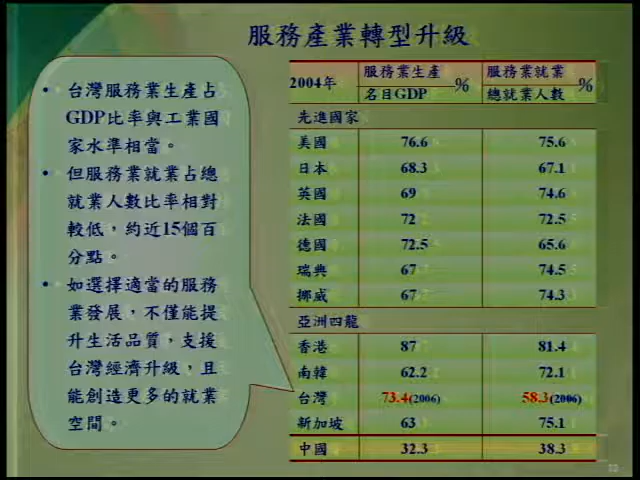 服務產業轉型升級
• 台灣服務業生產占
GDP比率與工業國
家水準相當。
• 但服務業就業占總
就業人數比率相對
較低，約近15個百
分點。
• 如選擇適當的服務
業發展，不僅能提
升生活品質，支援
台灣經濟升級，且
能創造更多的就業
空間。
2004年 服務業生產 名目GDP % 服務業就業 總就業人數 %
先進國家
美國 76.6 75.6
日本 68.3 67.1
英國 69 74.6
法國 72 72.5
德國 72.5 65.6
瑞典 67 74.5
挪威 67 74.3
亞洲四龍
香港 87 81.4
南韓 62.2 72.1
台灣 73.4(2006) 58.3(2006)
新加坡 63 75.1
中國 32.3 38.3